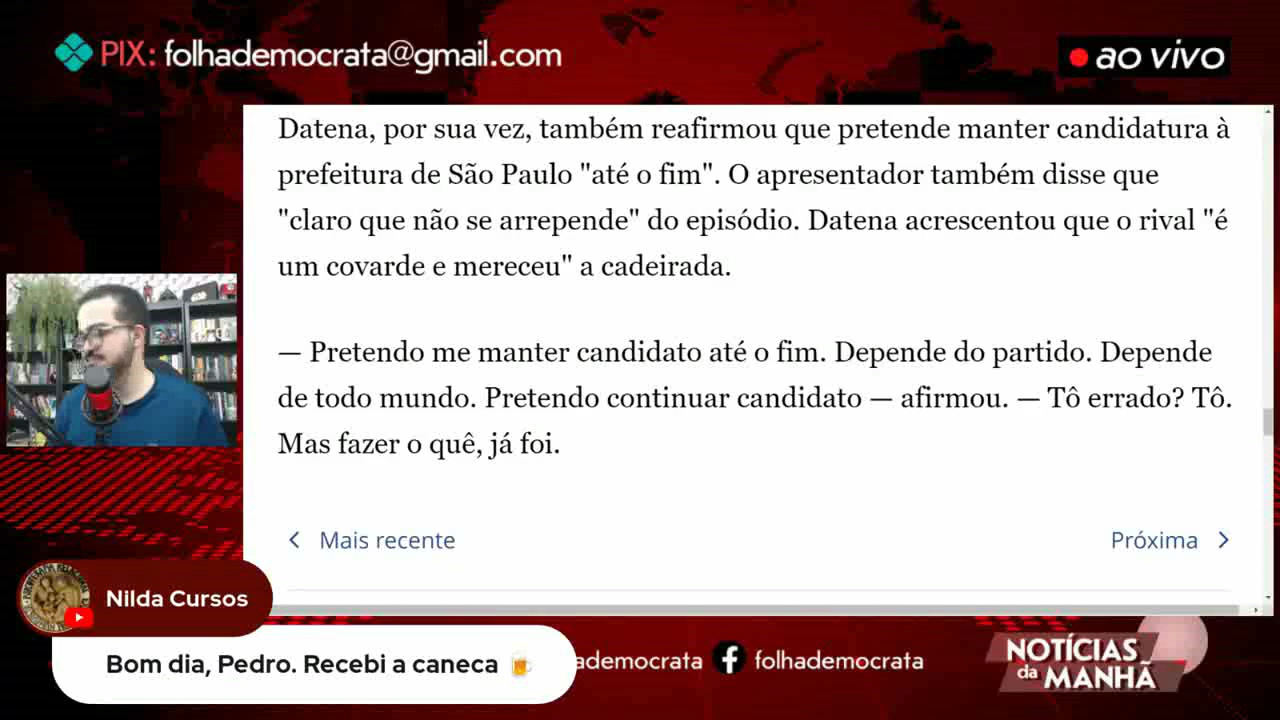 PIX: folhademocrata@gmail.com
ao vivo
Datena, por sua vez, também reafirmou que pretende manter candidatura à
prefeitura de São Paulo "até o fim". O apresentador também disse que
"claro que não se arrepende" do episódio. Datena acrescentou que o rival "é
um covarde e mereceu" a cadeirada.
— Pretendo me manter candidato até o fim. Depende do partido. Depende
de todo mundo. Pretendo continuar candidato — afirmou. — Tô errado? Tô.
Mas fazer o quê, já foi.
Mais recente
Próxima
Nilda Cursos
Bom dia, Pedro. Recebi a caneca 🍺
ademocrata
folhademocrata
NOTÍCIAS
da MANHÃ